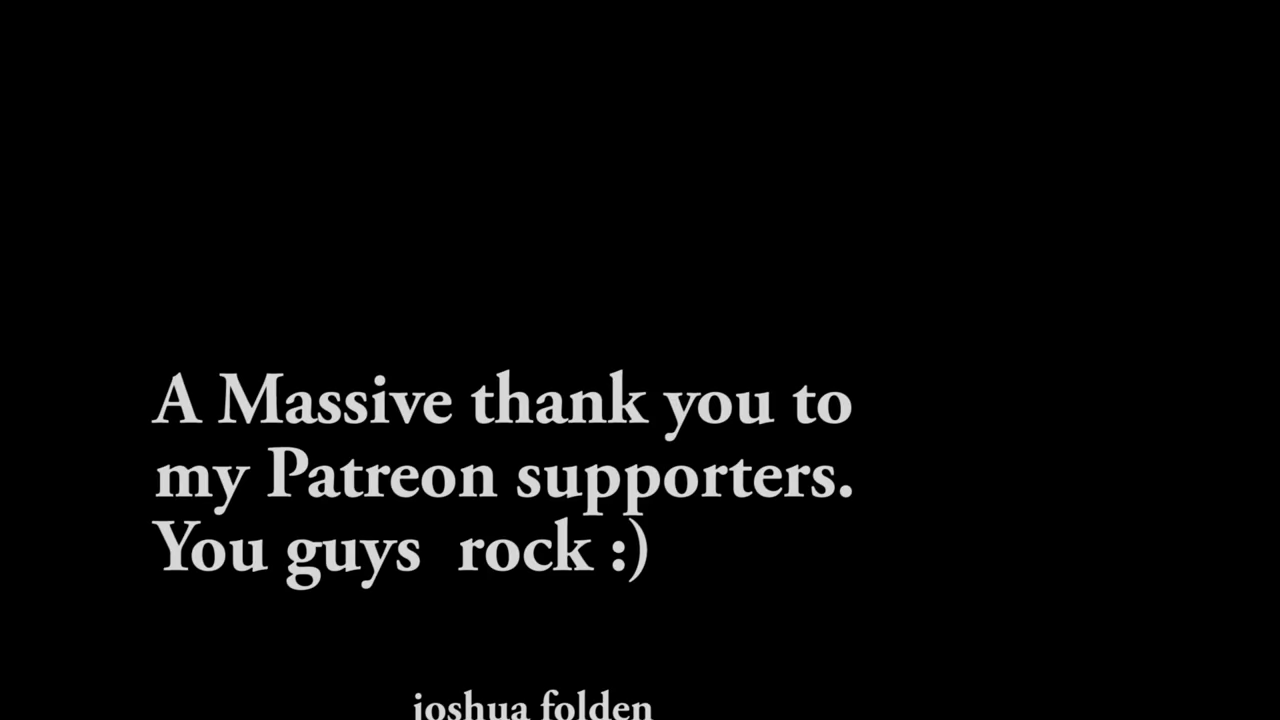 A Massive thank you to
my Patreon supporters.
You guys  rock :)
joshua folden